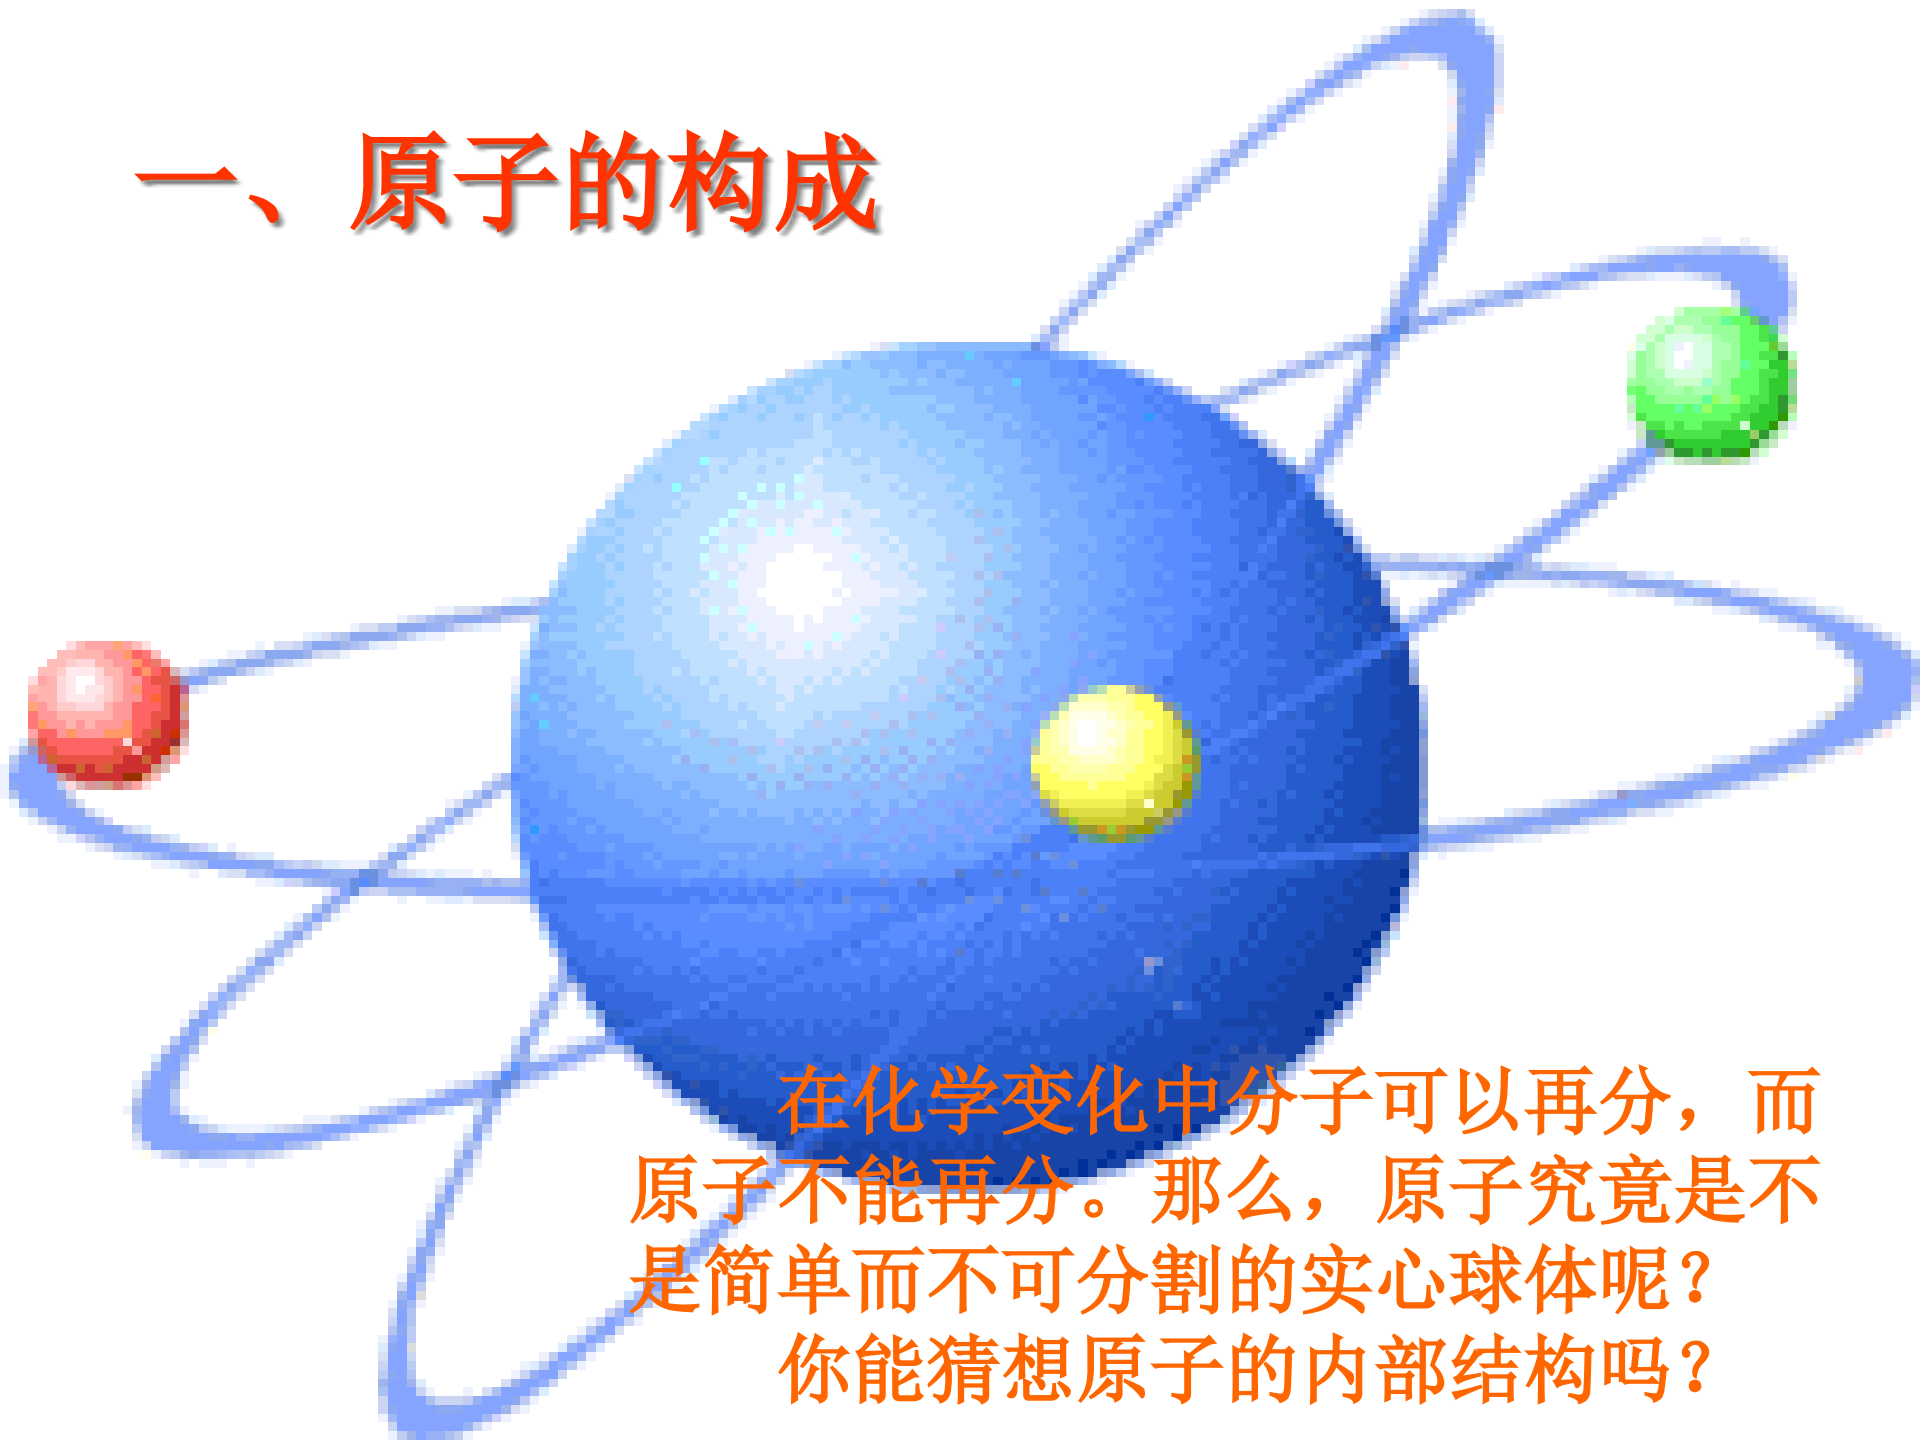 一、原子的构成
在化学变化中分子可以再分，而
原子不能再分。那么，原子究竟是不
是简单而不可分割的实心球体呢？
你能猜想原子的内部结构吗？